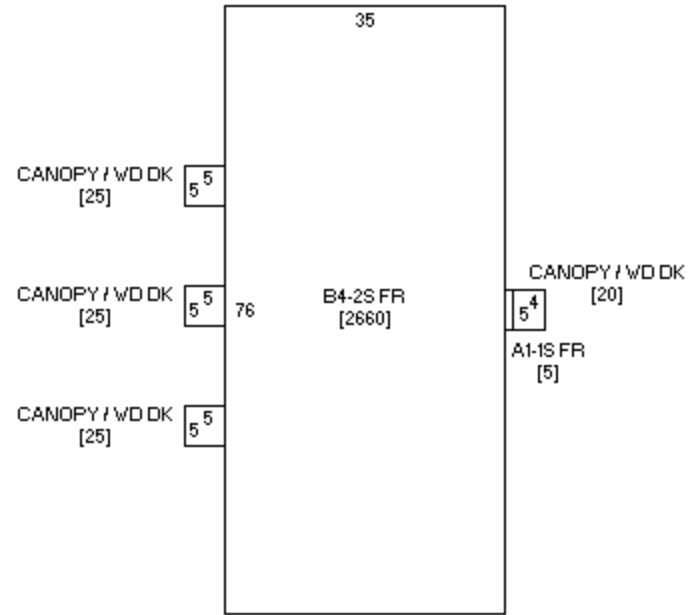 35
CANOPY / WD DK
[25]
5 5
CANOPY / WD DK
[20]
CANOPY / WD DK
[25]
5 5
76
B4-2S FR
[2660]
5 4
A1-1S FR
[5]
CANOPY / WD DK
[25]
5 5